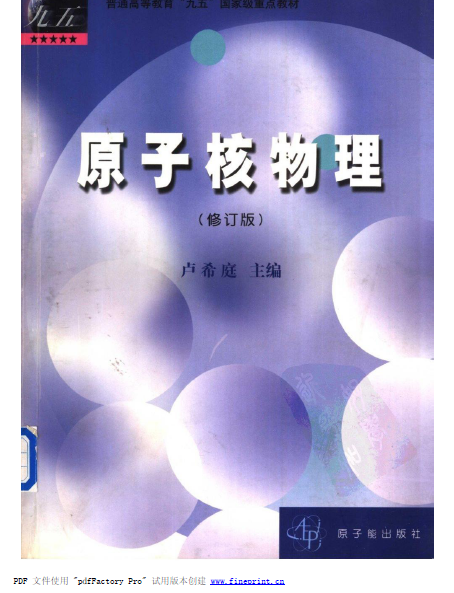 普通高等教育“九五”国家级重点教材
九五
★★★★★
原子核物理
(修订版)
卢希庭 主编
原子能出版社
PDF 文件使用 "pdfFactory Pro" 试用版本创建 www.fineprint.cn